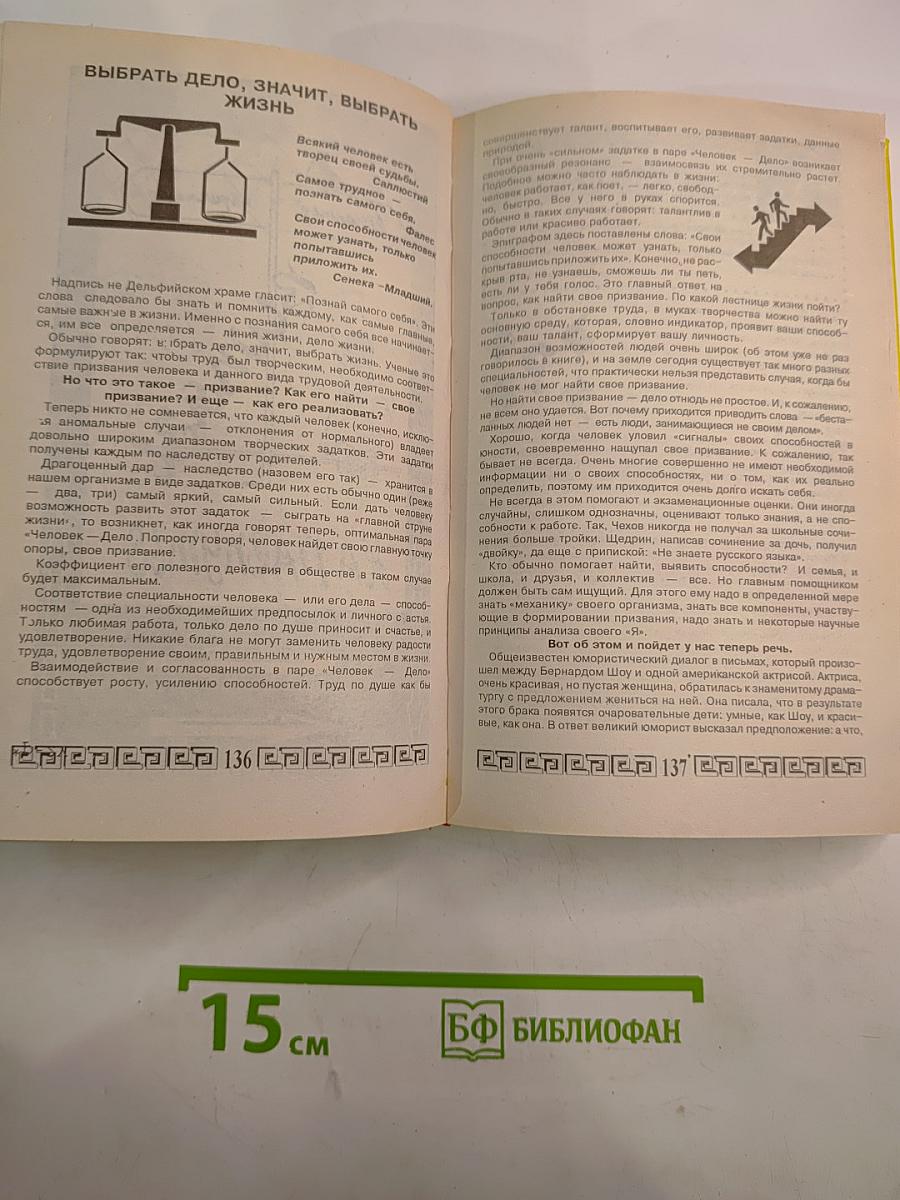 ВЫБРАТЬ ДЕЛО, ЗНАЧИТ, ВЫБРАТЬ
ЖИЗНЬ
Всякий человек есть
творец своей судьбы.
Саллюстий
Самое трудное —
познать самого себя.
Фалес
Свои способности человек
может узнать, только
попытавшись
приложить их.
Сенека –Младший.
Надпись не Дельфийском храме гласит: «Познай самого себя». Эти
слова следовало бы знать и помнить каждому, как самые главные,
самые важные в жизни. Именно с познания самого себя все начинает-
ся, им все определяется — линия жизни, дело жизни.
Обычно говорят: выбрать дело, значит, выбрать жизнь. Ученые это
формулируют так: чтобы труд был творческим, необходимо соответ-
ствие призвания человека и данного вида трудовой деятельности.
Но что это такое — призвание? Как его найти — свое
призвание? И еще — как его реализовать?
Теперь никто не сомневается, что каждый человек (конечно, исклю-
ая аномальные случаи — отклонения от нормального) владеет
довольно широким диапазоном творческих задатков. Эти задатки
получены каждым по наследству от родителей.
Драгоценный дар — наследство (назовем его так) — хранится в
нашем организме в виде задатков. Среди них есть обычно один (реже
— два, три) самый яркий, самый сильный. Если дать человеку
возможность развить этот задаток — сыграть на «главной струне
жизни», то возникнет, как иногда говорят теперь, оптимальная пара
«Человек — Дело . Попросту говоря, человек найдет свою главную точку
опоры, свое призвание.
Коэффициент его полезного действия в обществе в таком случае
будет максимальным.
Соответствие специальности человека — или его дела — способ-
ностям — одна из необходимейших предпосылок и личного с астья.
Только любимая работа, только дело по душе приносит и счастье, и
удовлетворение. Никакие блага не могут заменить человеку радости
труда, удовлетворение своим, правильным и нужным местом в жизни.
Взаимодействие и согласованность в паре «Человек — Дело»
способствует росту, усилению способностей. Труд по душе как бы
136
совершенствует талант, воспитывает его, развивает задатки, данные
природой.
При очень «сильном» задатке в паре «Человек — Дело» возникает
своеобразный резонанс — взаимосвязь их стремительно растет.
Подобное можно часто наблюдать в жизни:
человек работает, как поет, — легко, свобод-
но, быстро. Все у него в руках спорится.
Обычно в таких случаях говорят: талантлив в
работе или красиво работает.
Эпиграфом здесь поставлены слова: «Свои
способности человек может узнать, только
попытавшись приложить их». Конечно, не рас-
крыв рта, не узнаешь, сможешь ли ты петь,
есть ли у тебя голос. Это главный ответ на
вопрос, как найти свое призвание. По какой лестнице жизни пойти?
Только в обстановке труда, в муках творчества можно найти ту
основную среду, которая, словно индикатор, проявит ваши способ-
ности, ваш талант, сформирует вашу личность.
Диапазон возможностей людей очень широк (об этом уже не раз
говорилось в книге), и на земле сегодня существует так много разных
специальностей, что практически нельзя представить случая, когда бы
человек не мог найти свое призвание.
Но найти свое призвание — дело отнюдь не простое. И, к сожалению,
не всем оно удается. Вот почему приходится приводить слова — «беста-
ланных людей нет — есть люди, занимающиеся не своим делом».
Хорошо, когда человек уловил «сигналы» своих способностей в
юности, своевременно нащупал свое призвание. К сожалению, так
бывает не всегда. Очень многие совершенно не имеют необходимой
информации ни о своих способностях, ни о том, как их реально
определить, поэтому им приходится очень долго искать себя.
Не всегда в этом помогают и экзаменационные оценки. Они иногда
случайны, слишком однозначны, оценивают только знания, а не спо-
собности к работе. Так, Чехов никогда не получал за школьные сочи-
нения больше тройки. Щедрин, написав сочинение за дочь, получил
«двойку», да еще с припиской: «Не знаете русского языка».
Кто обычно помогает найти, выявить способности? И семья, и
школа, и друзья, и коллектив — все. Но главным помощником
должен быть сам ищущий. Для этого ему надо в определенной мере
знать «механику» своего организма, знать все компоненты, участву-
ющие в формировании призвания, надо знать и некоторые научные
принципы анализа своего «Я».
Вот об этом и пойдет у нас теперь речь.
Общеизвестен юмористический диалог в письмах, который произо-
шел между Бернардом Шоу и одной американской актрисой. Актриса,
очень красивая, но пустая женщина, обратилась к знаменитому драма-
тургу с предложением жениться на ней. Она писала, что в результате
этого брака появятся очаровательные дети: умные, как Шоу, и краси-
вые, как она. В ответ великий юморист высказал предположение: а что,
137
15 см
БФ БИБЛИОФАН